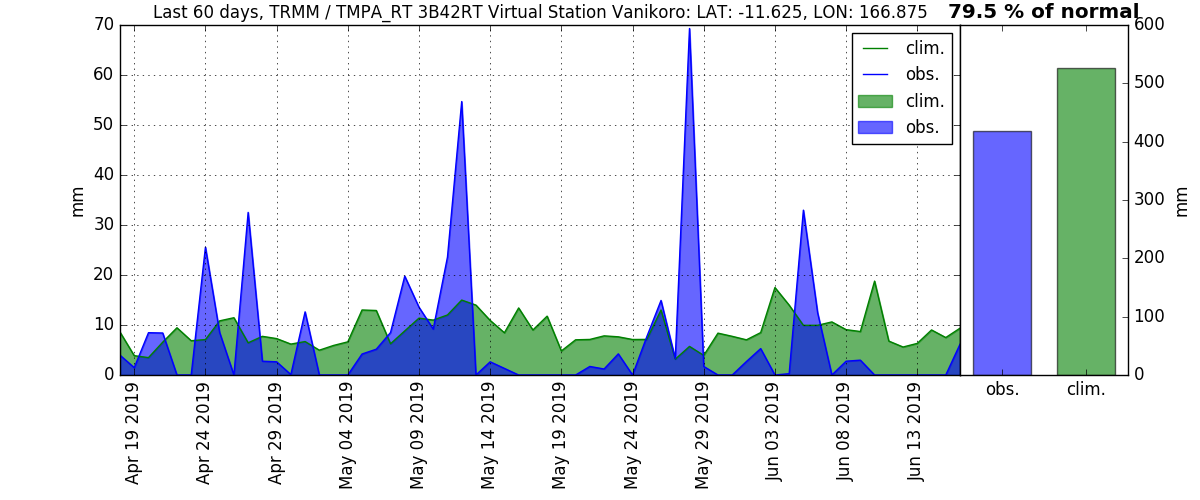 Last 60 days, TRMM / TMPA_RT 3B42RT Virtual Station Vanikoro: LAT: -11.625, LON: 166.875
79.5 % of normal
70
60
50
40
30
20
10
0
mm
clim.
obs.
clim.
obs.
Apr 19 2019
Apr 24 2019
Apr 29 2019
May 04 2019
May 09 2019
May 14 2019
May 19 2019
May 24 2019
May 29 2019
Jun 03 2019
Jun 08 2019
Jun 13 2019
600
500
400
300
200
100
0
mm
obs.
clim.